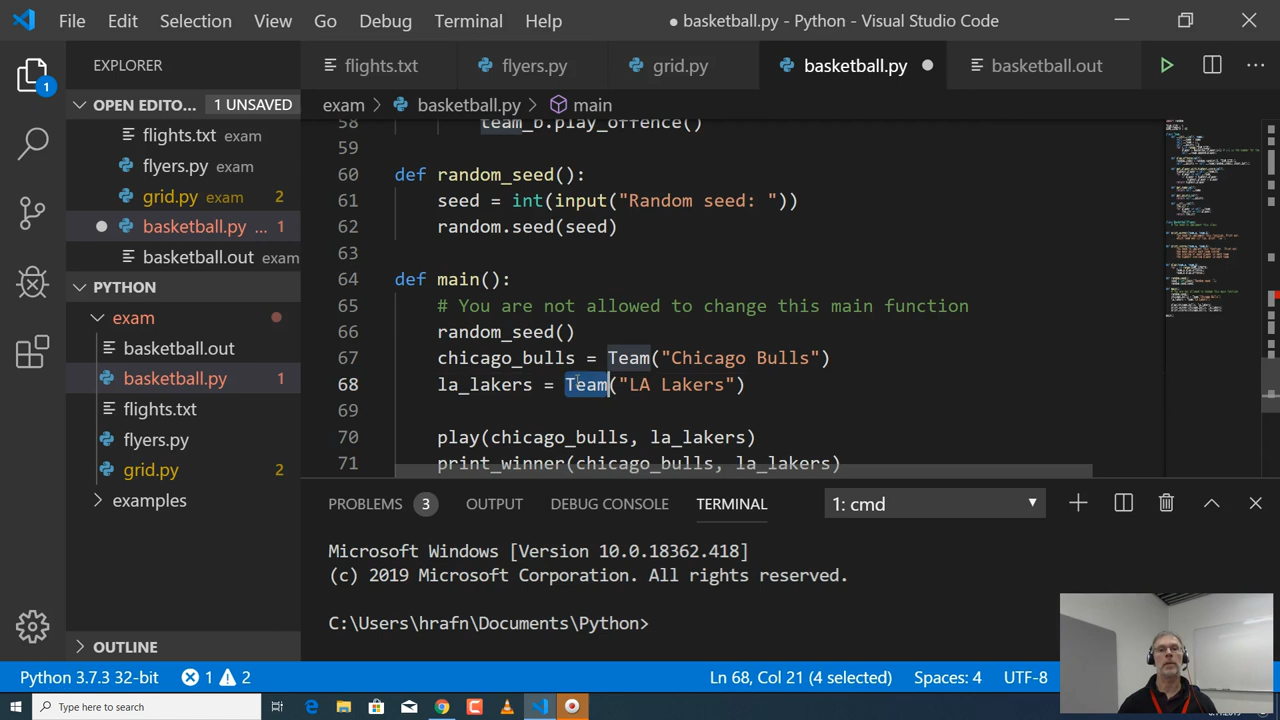 File Edit Selection View Go Debug Terminal Help ● basketball.py - Python - Visual Studio Code
EXPLORER flights.txt flyers.py grid.py basketball.py basketball.out
OPEN EDITO... 1 UNSAVED
exam > basketball.py > main
flights.txt exam
flyers.py exam
grid.py exam 2
basketball.py ... 1
basketball.out exam
PYTHON
exam
basketball.out
basketball.py 1
flights.txt
flyers.py
grid.py 2
examples
OUTLINE
58 team_b.play_offence()
59
60 def random_seed():
61 seed = int(input("Random seed: "))
62 random.seed(seed)
63
64 def main():
65 # You are not allowed to change this main function
66 random_seed()
67 chicago_bulls = Team("Chicago Bulls")
68 la_lakers = Team("LA Lakers")
69
70 play(chicago_bulls, la_lakers)
71 print_winner(chicago_bulls, la_lakers)
PROBLEMS 3 OUTPUT DEBUG CONSOLE TERMINAL 1: cmd
Microsoft Windows [Version 10.0.18362.418]
(c) 2019 Microsoft Corporation. All rights reserved.
C:\Users\hrafn\Documents\Python>
Python 3.7.3 32-bit 1 2 Ln 68, Col 21 (4 selected) Spaces: 4 UTF-8
Type here to search